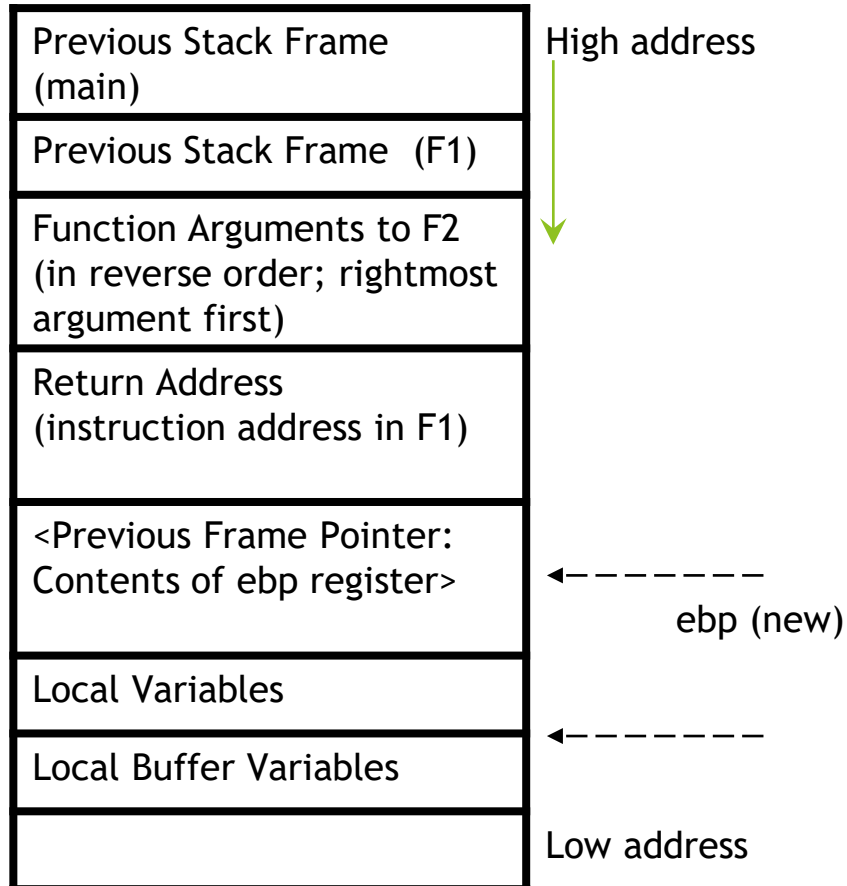 Previous Stack Frame
(main)
High address
Previous Stack Frame (F1)
Function Arguments to F2
(in reverse order; rightmost
argument first)
Return Address
(instruction address in F1)
<Previous Frame Pointer:
Contents of ebp register>
ebp (new)
Local Variables
Local Buffer Variables
Low address